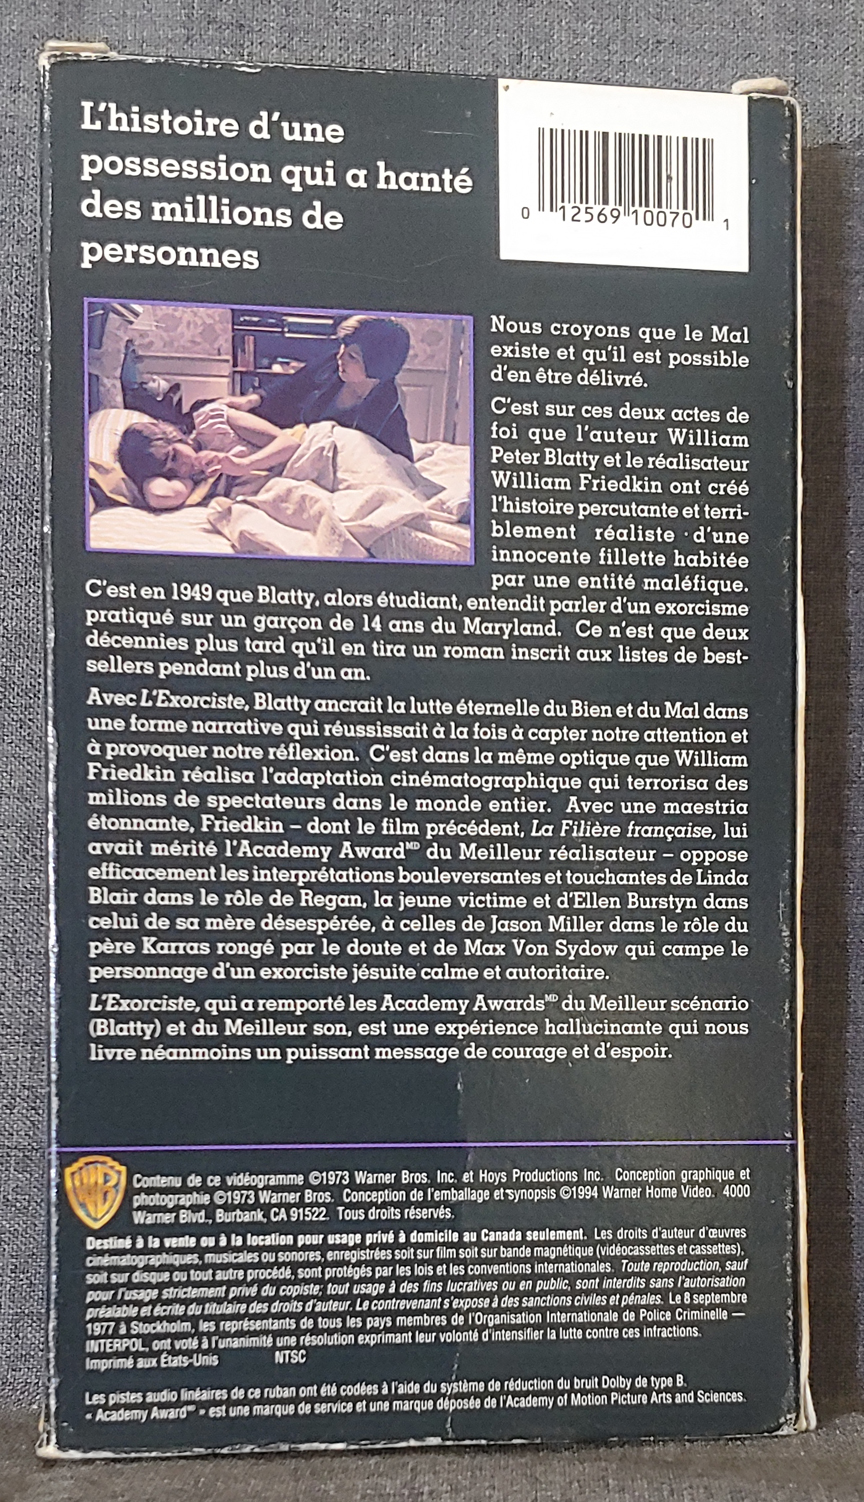 L'histoire d'une
possession qui a hanté
des millions de
personnes
0 12569 10070 1
Nous croyons que le Mal
existe et qu'il est possible
d'en être délivré.
C'est sur ces deux actes de
foi que l'auteur William
Peter Blatty et le réalisateur
William Friedkin ont créé
l'histoire percutante et terri-
blement réaliste d'une
innocente fillette habitée
par une entité maléfique.
C'est en 1949 que Blatty, alors étudiant, entendit parler d'un exorcisme
pratiqué sur un garçon de 14 ans du Maryland. Ce n'est que deux
décennies plus tard qu'il en tira un roman inscrit aux listes de best-
sellers pendant plus d'un an.
Avec L'Exorciste, Blatty ancrait la lutte éternelle du Bien et du Mal dans
une forme narrative qui réussissait à la fois à capter notre attention et
à provoquer notre réflexion. C'est dans la même optique que William
Friedkin réalisa l'adaptation cinématographique qui terrorisa des
milions de spectateurs dans le monde entier. Avec une maestria
étonnante, Friedkin – dont le film précédent, La Filière française, lui
avait mérité l'Academy Award MD du Meilleur réalisateur – oppose
efficacement les interprétations bouleversantes et touchantes de Linda
Blair dans le rôle de Regan, la jeune victime et d'Ellen Burstyn dans
celui de sa mère désespérée, à celles de Jason Miller dans le rôle du
père Karras rongé par le doute et de Max Von Sydow qui campe le
personnage d'un exorciste jésuite calme et autoritaire.
L'Exorciste, qui a remporté les Academy Awards MD du Meilleur scénario
(Blatty) et du Meilleur son, est une expérience hallucinante qui nous
livre néanmoins un puissant message de courage et d'espoir.
WB
Contenu de ce vidéogramme ©1973 Warner Bros. Inc. et Hoys Productions Inc. Conception graphique et
photographie ©1973 Warner Bros. Conception de l'emballage et synopsis ©1994 Warner Home Video. 4000
Warner Blvd., Burbank, CA 91522. Tous droits réservés.
Destiné à la vente ou à la location pour usage privé à domicile au Canada seulement. Les droits d'auteur d'œuvres
cinématographiques, musicales ou sonores, enregistrées soit sur film soit sur bande magnétique (vidéocassettes et cassettes),
soit sur disque ou tout autre procédé, sont protégés par les lois et les conventions internationales. Toute reproduction, sauf
pour l'usage strictement privé du copiste; tout usage à des fins lucratives ou en public, sont interdits sans l'autorisation
préalable et écrite du titulaire des droits d'auteur. Le contrevenant s'expose à des sanctions civiles et pénales. Le 8 septembre
1977 à Stockholm, les représentants de tous les pays membres de l'Organisation Internationale de Police Criminelle —
INTERPOL, ont voté à l'unanimité une résolution exprimant leur volonté d'intensifier la lutte contre ces infractions.
Imprimé aux États-Unis NTSC
Les pistes audio linéaires de ce ruban ont été codées à l'aide du système de réduction du bruit Dolby de type B.
« Academy Award MD » est une marque de service et une marque déposée de l'Academy of Motion Picture Arts and Sciences.